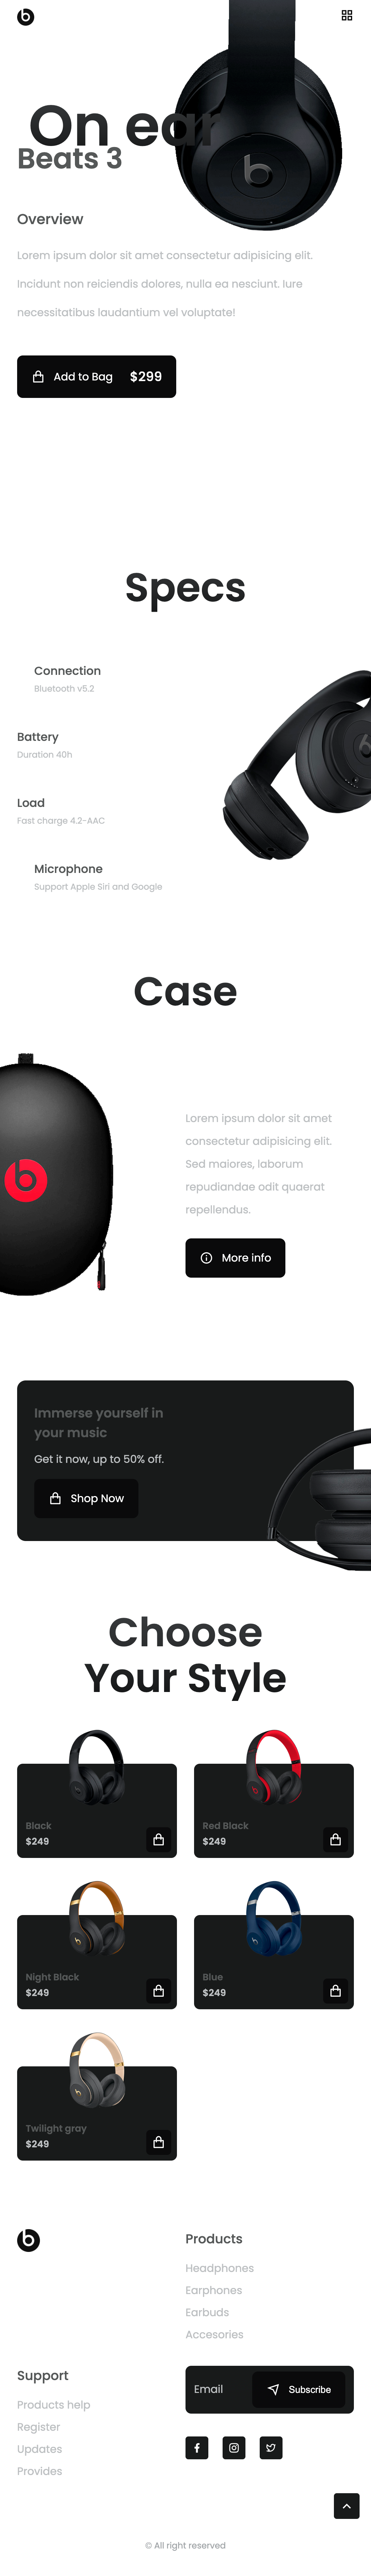 On ear
Beats 3
Overview
Lorem ipsum dolor sit amet consectetur adipisicing elit.
Incidunt non reiciendis dolores, nulla ea nesciunt. Iure
necessitatibus laudantium vel voluptate!
Add to Bag $299
Specs
Connection
Bluetooth v5.2
Battery
Duration 40h
Load
Fast charge 4.2-AAC
Microphone
Support Apple Siri and Google
Case
Lorem ipsum dolor sit amet
consectetur adipisicing elit.
Sed maiores, laborum
repudiandae odit quaerat
repellendus.
More info
Immerse yourself in
your music
Get it now, up to 50% off.
Shop Now
Choose
Your Style
Black
$249
Red Black
$249
Night Black
$249
Blue
$249
Twilight gray
$249
Products
Headphones
Earphones
Earbuds
Accesories
Support
Products help
Register
Updates
Provides
Email Subscribe
© All right reserved